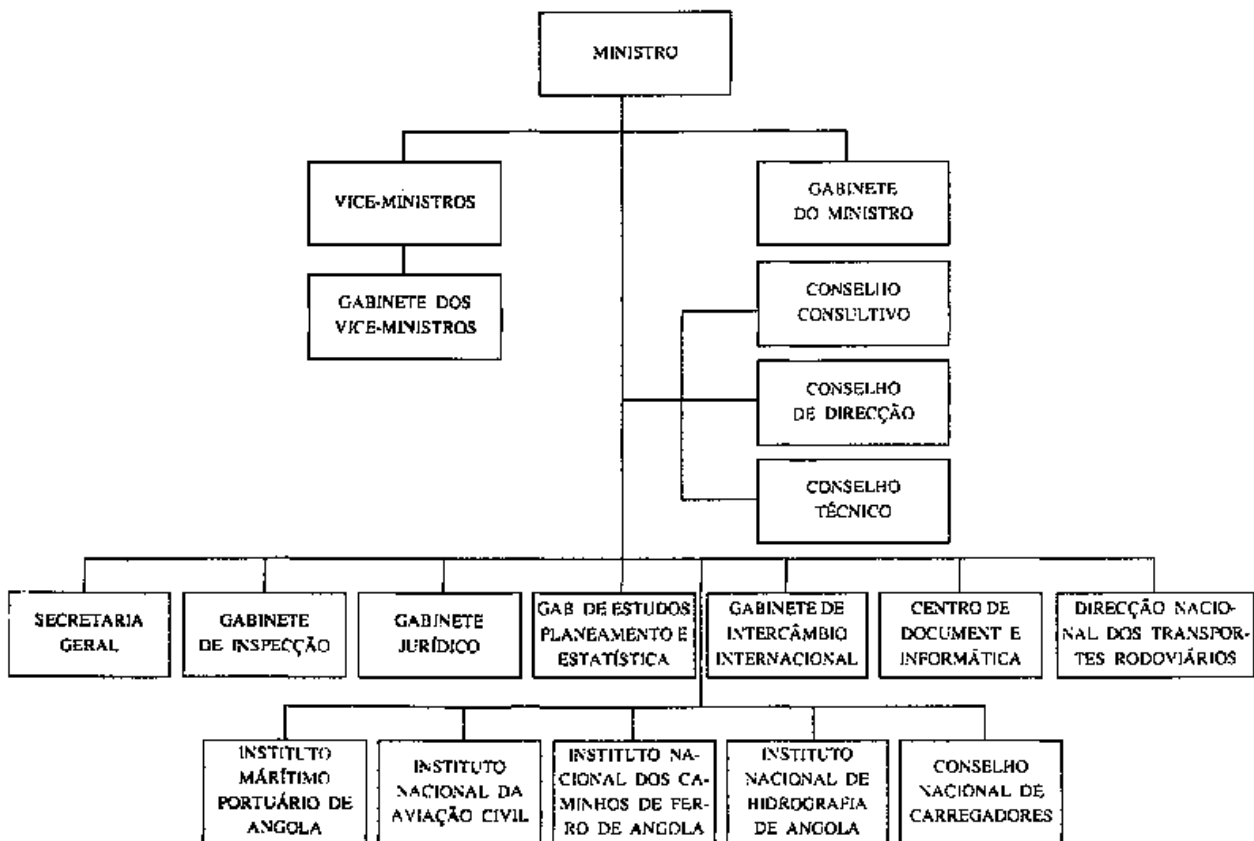 MINISTRO
VICE-MINISTROS
GABINETE
DO MINISTRO
GABINETE DOS
VICE-MINISTROS
CONSELHO
CONSULTIVO
CONSELHO
DE DIRECÇÃO
CONSELHO
TÉCNICO
SECRETARIA
GERAL
GABINETE
DE INSPECÇÃO
GABINETE
JURÍDICO
GAB DE ESTUDOS
PLANEAMENTO E
ESTATÍSTICA
GABINETE DE
INTERCÂMBIO
INTERNACIONAL
CENTRO DE
DOCUMENT E
INFORMÁTICA
DIRECÇÃO NACIO-
NAL DOS TRANSPOR-
TES RODOVIÁRIOS
INSTITUTO
MÁRÍTIMO
PORTUÁRIO DE
ANGOLA
INSTITUTO
NACIONAL DA
AVIAÇÃO CIVIL
INSTITUTO NA-
CIONAL DOS CA-
MINHOS DE FER-
RO DE ANGOLA
INSTITUTO
NACIONAL DE
HIDROGRAFIA
DE ANGOLA
CONSELHO
NACIONAL DE
CARREGADORES